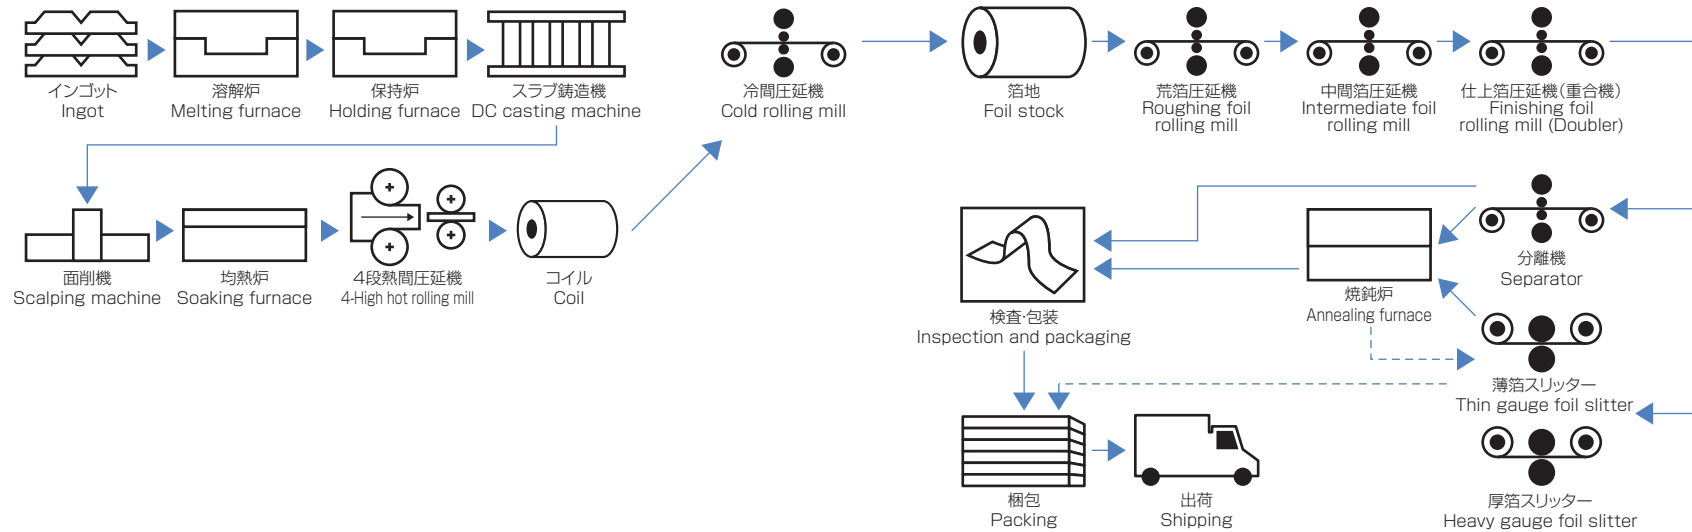 インゴット
Ingot
溶解炉
Melting furnace
保持炉
Holding furnace
スラブ鋳造機
DC casting machine
冷間圧延機
Cold rolling mill
箔地
Foil stock
荒箔圧延機
Roughing foil
rolling mill
中間箔圧延機
Intermediate foil
rolling mill
仕上箔圧延機(重合機)
Finishing foil
rolling mill (Doubler)
面削機
Scalping machine
均熱炉
Soaking furnace
4段熱間圧延機
4-High hot rolling mill
コイル
Coil
検査・包装
Inspection and packaging
焼鈍炉
Annealing furnace
分離機
Separator
薄箔スリッター
Thin gauge foil slitter
梱包
Packing
出荷
Shipping
厚箔スリッター
Heavy gauge foil slitter